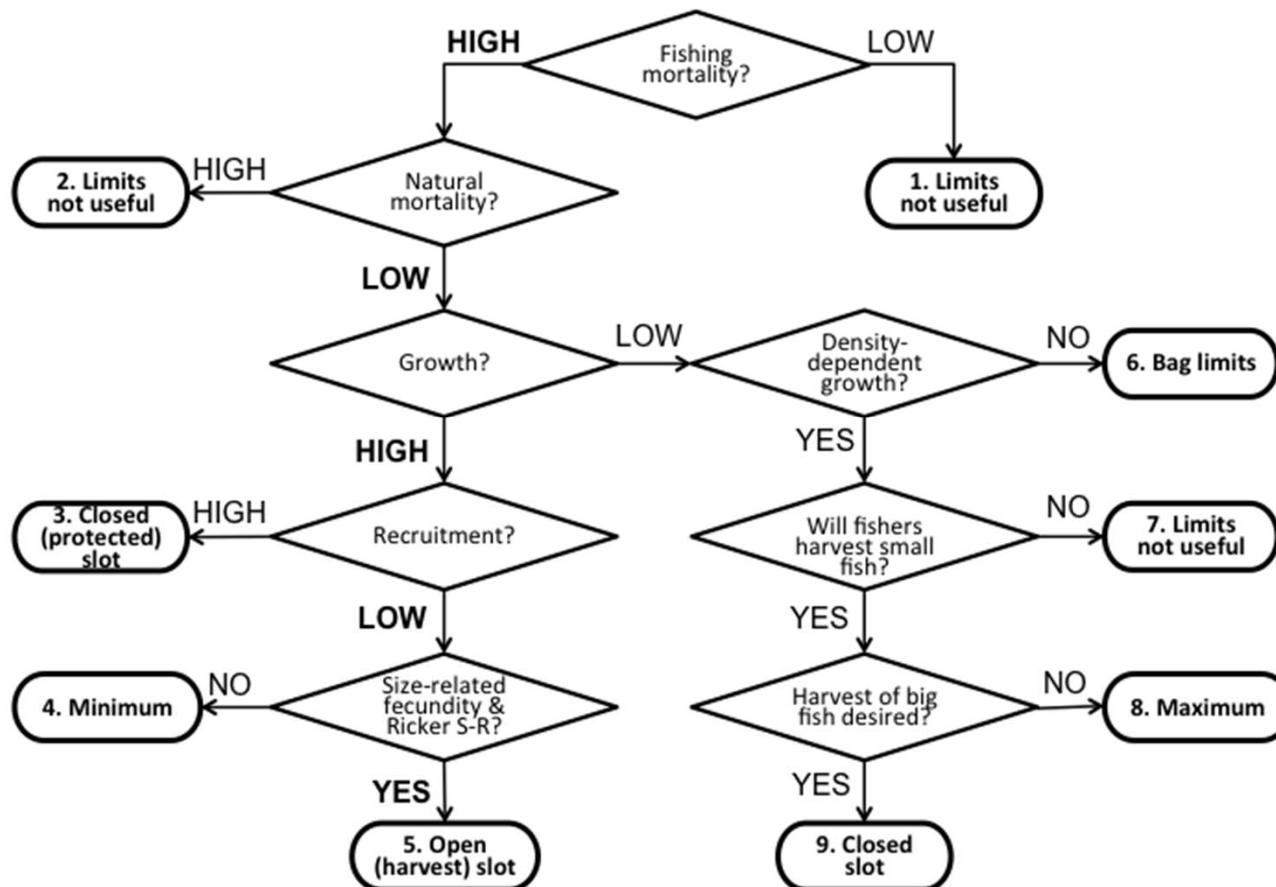 HIGH
Fishing
mortality?
LOW
HIGH
2. Limits
not useful
Natural
mortality?
1. Limits
not useful
LOW
Growth?
LOW
Density-
dependent
growth?
NO
6. Bag limits
HIGH
YES
3. Closed
(protected)
slot
HIGH
Recruitment?
Will fishers
harvest small
fish?
NO
7. Limits
not useful
LOW
YES
4. Minimum
NO
Size-related
fecundity &
Ricker S-R?
Harvest of big
fish desired?
NO
8. Maximum
YES
YES
5. Open
(harvest) slot
9. Closed
slot